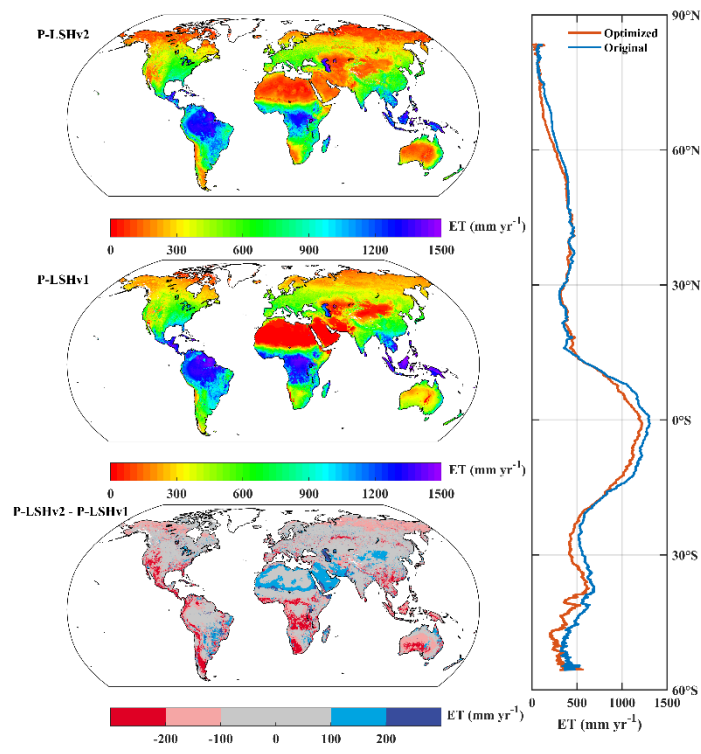 P-LSHv2
ET (mm yr-1)
0 300 600 900 1200 1500
P-LSHv1
ET (mm yr-1)
0 300 600 900 1200 1500
P-LSHv2 - P-LSHv1
ET (mm yr-1)
-200 -100 0 100 200
Optimized
Original
90°N
60°N
30°N
0°S
30°S
60°S
0 500 1000 1500
ET (mm yr-1)